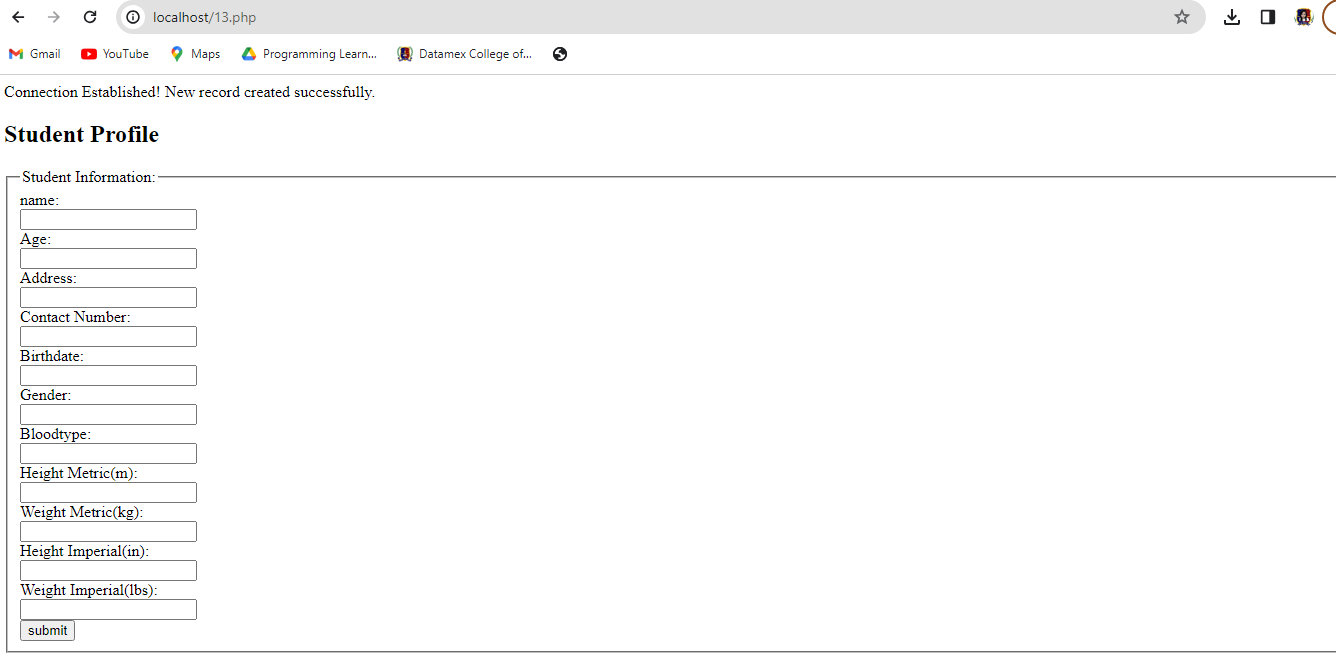 localhost/13.php
Gmail YouTube Maps Programming Learn... Datamex College of...
Connection Established! New record created successfully.
Student Profile
Student Information:
name:
Age:
Address:
Contact Number:
Birthdate:
Gender:
Bloodtype:
Height Metric(m):
Weight Metric(kg):
Height Imperial(in):
Weight Imperial(lbs):
submit